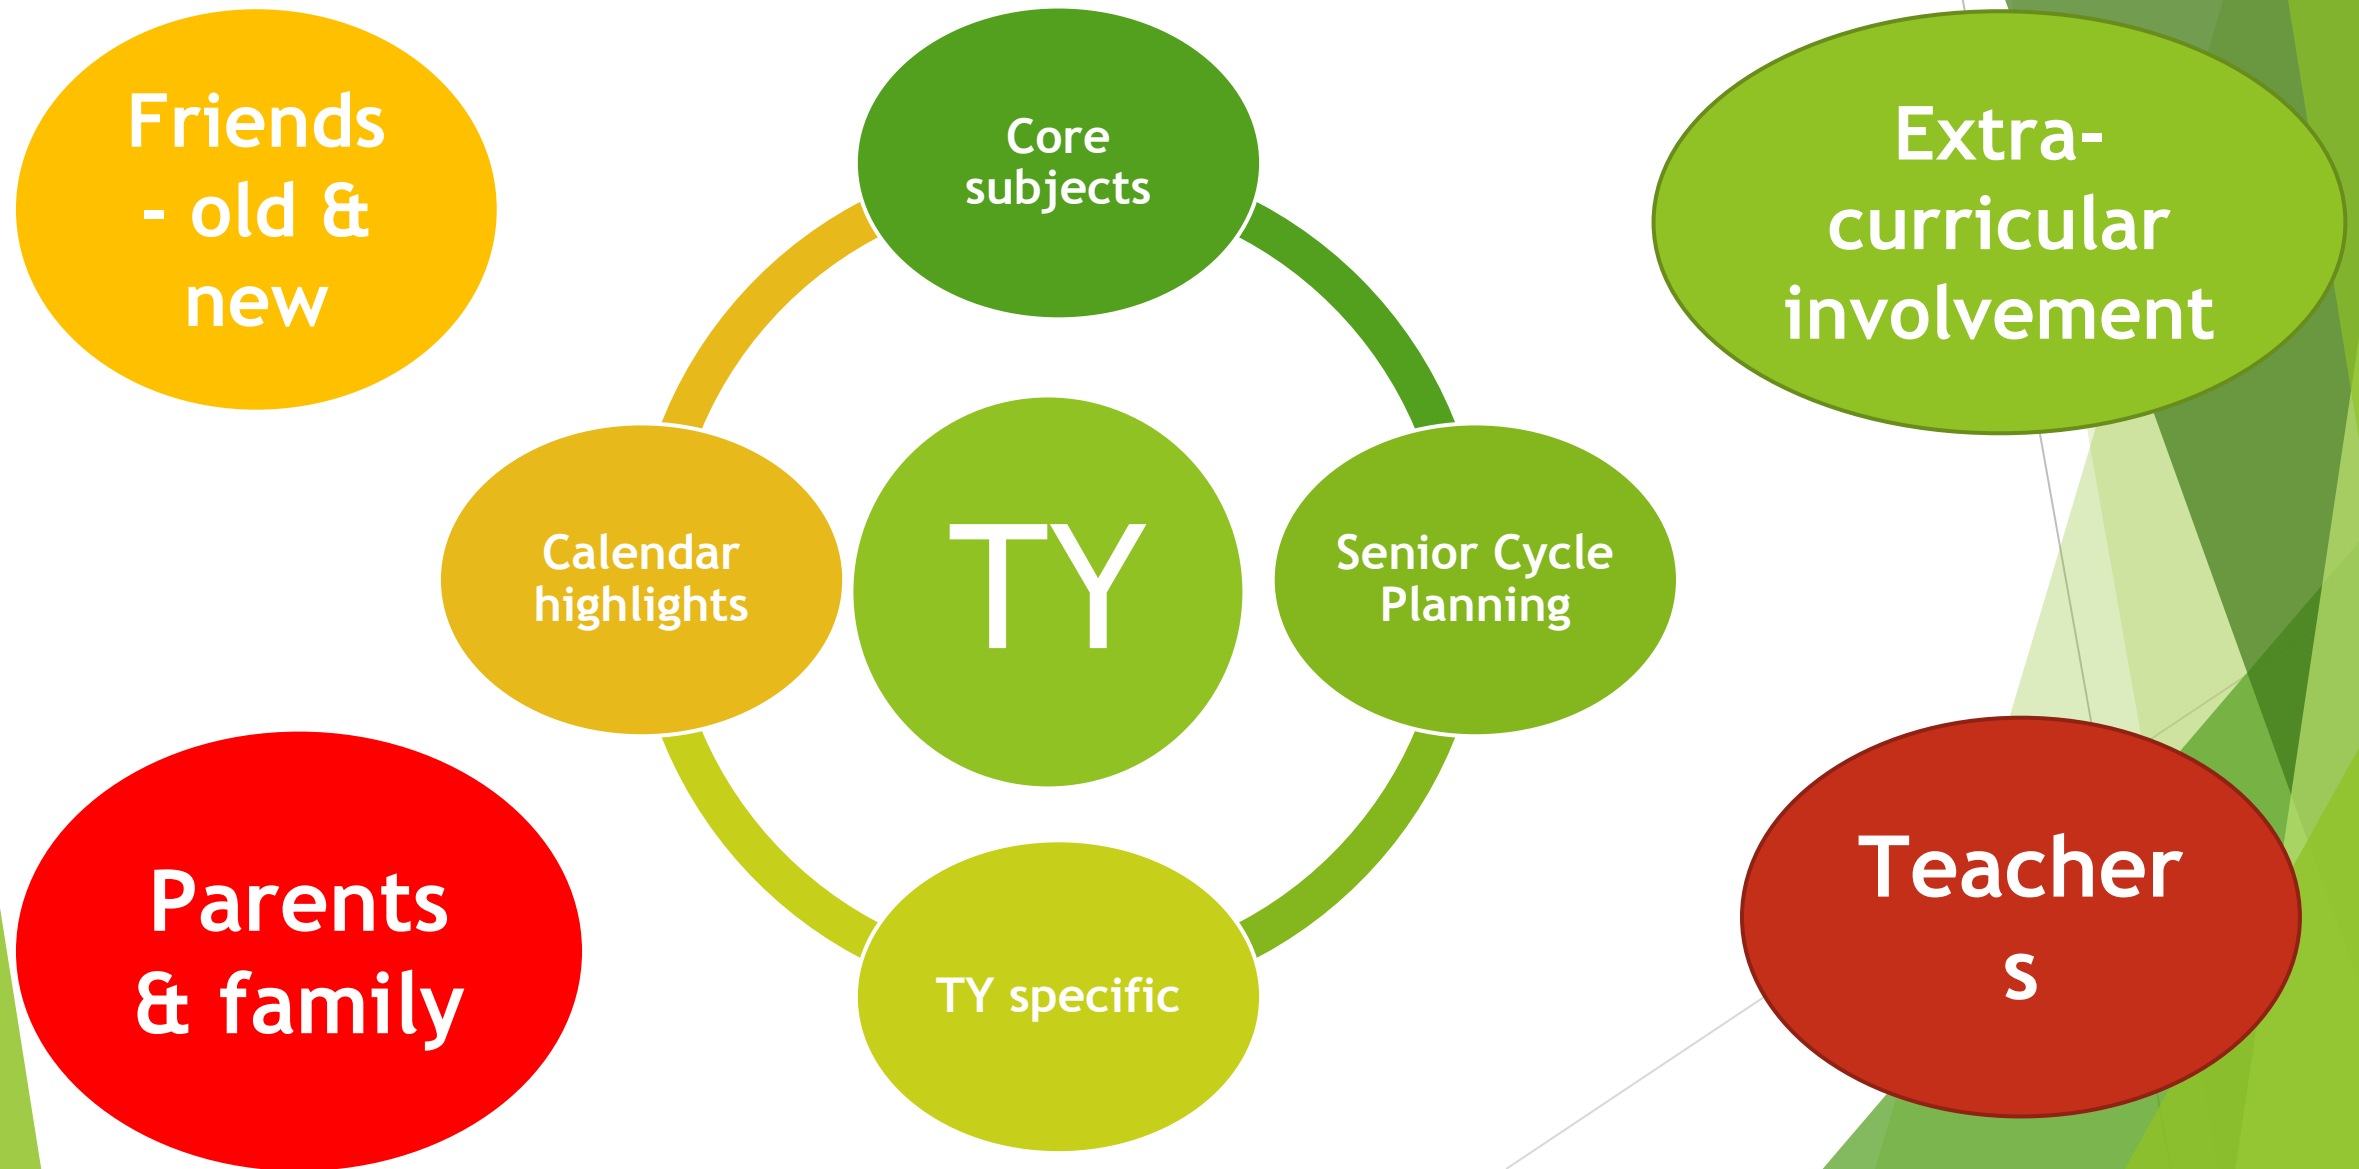 Friends
- old &
new
Core
subjects
Extra-
curricular
involvement
Calendar
highlights
TY
Senior Cycle
Planning
Parents
& family
TY specific
Teacher
s